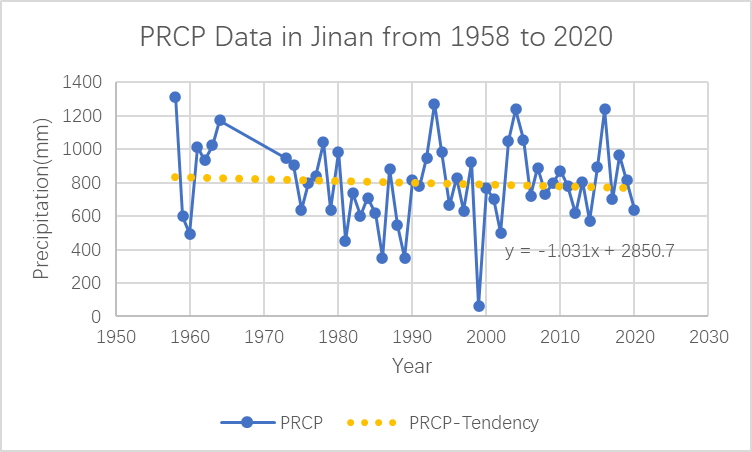 PRCP Data in Jinan from 1958 to 2020
1400
1200
1000
800
600
400
200
0
Precipitation(mm)
y = -1.031x + 2850.7
1950 1960 1970 1980 1990 2000 2010 2020 2030
Year
PRCP PRCP-Tendency